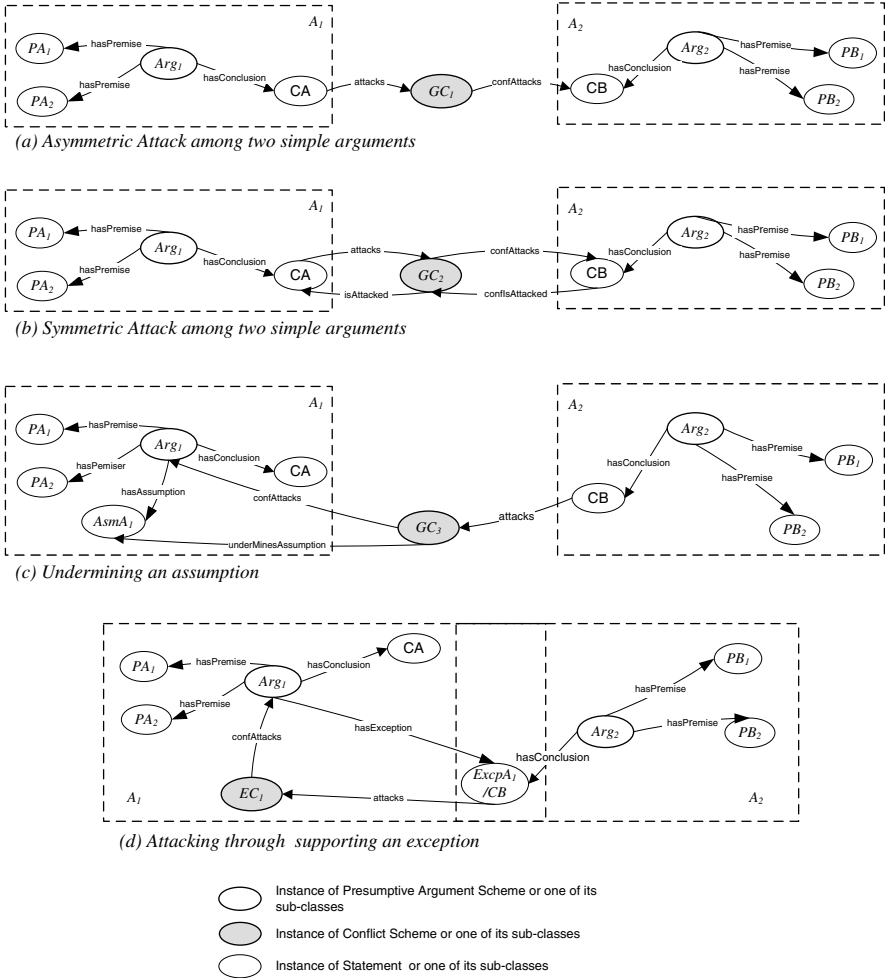 A1
A2
PA1
hasPremise
Arg1
hasPremise
PA2
hasConclusion
CA
attacks
GC1
confAttacks
CB
hasConclusion
Arg2
hasPremise
PB1
hasPremise
PB2
(a) Asymmetric Attack among two simple arguments
A1
A2
PA1
hasPremise
Arg1
hasPremise
PA2
hasConclusion
CA
attacks
isAttacked
GC2
confAttacks
confIsAttacked
CB
hasConclusion
Arg2
hasPremise
PB1
hasPremise
PB2
(b) Symmetric Attack among two simple arguments
A1
A2
PA1
hasPremise
Arg1
hasPemiser
PA2
hasConclusion
CA
hasAssumption
AsmA1
confAttacks
underMinesAssumption
GC3
attacks
CB
hasConclusion
Arg2
hasPremise
PB1
hasPremise
PB2
(c) Undermining an assumption
PA1
hasPremise
Arg1
hasPremise
PA2
hasConclusion
CA
confAttacks
hasException
EC1
attacks
ExcpA1
/CB
hasConclusion
Arg2
hasPremise
PB1
hasPremise
PB2
A1
A2
(d) Attacking through supporting an exception
Instance of Presumptive Argument Scheme or one of its
sub-classes
Instance of Conflict Scheme or one of its sub-classes
Instance of Statement or one of its sub-classes